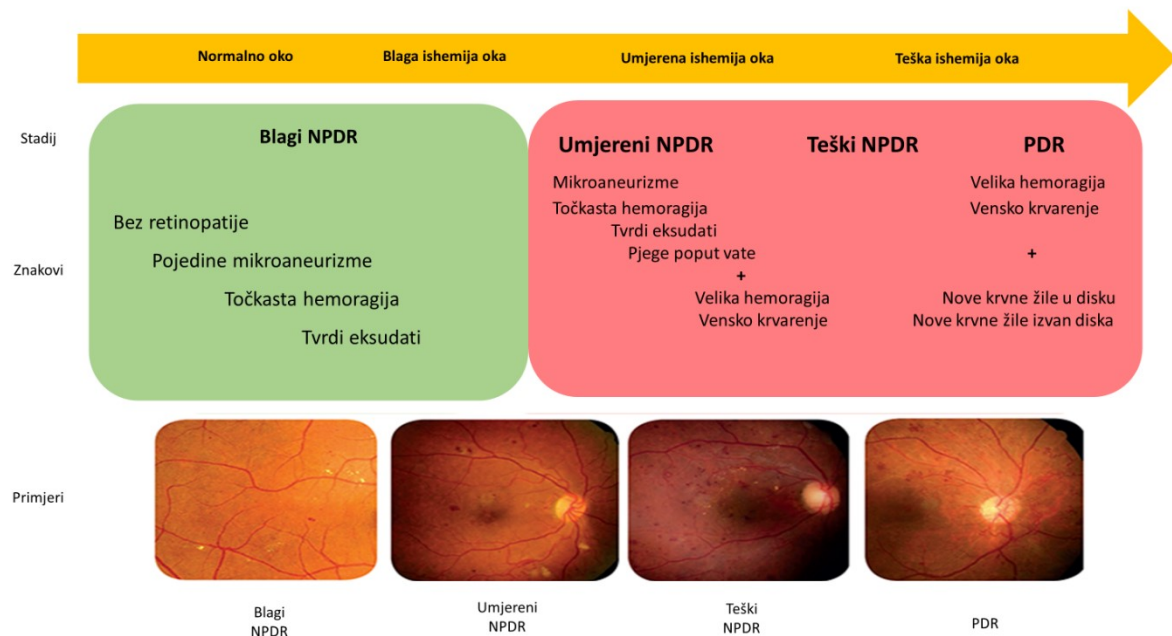 Normalno oko
Blaga ishemija oka
Umjerena ishemija oka
Teška ishemija oka
Stadij
Blagi NPDR
Umjereni NPDR
Teški NPDR
PDR
Znakovi
Bez retinopatije
Pojedine mikroaneurizme
Točkasta hemoragija
Tvrdi eksudati
Mikroaneurizme
Točkasta hemoragija
Tvrdi eksudati
Pjege poput vate
+
Velika hemoragija
Vensko krvarenje
Velika hemoragija
Vensko krvarenje
+
Nove krvne žile u disku
Nove krvne žile izvan diska
Primjeri
Blagi
NPDR
Umjereni
NPDR
Teški
NPDR
PDR